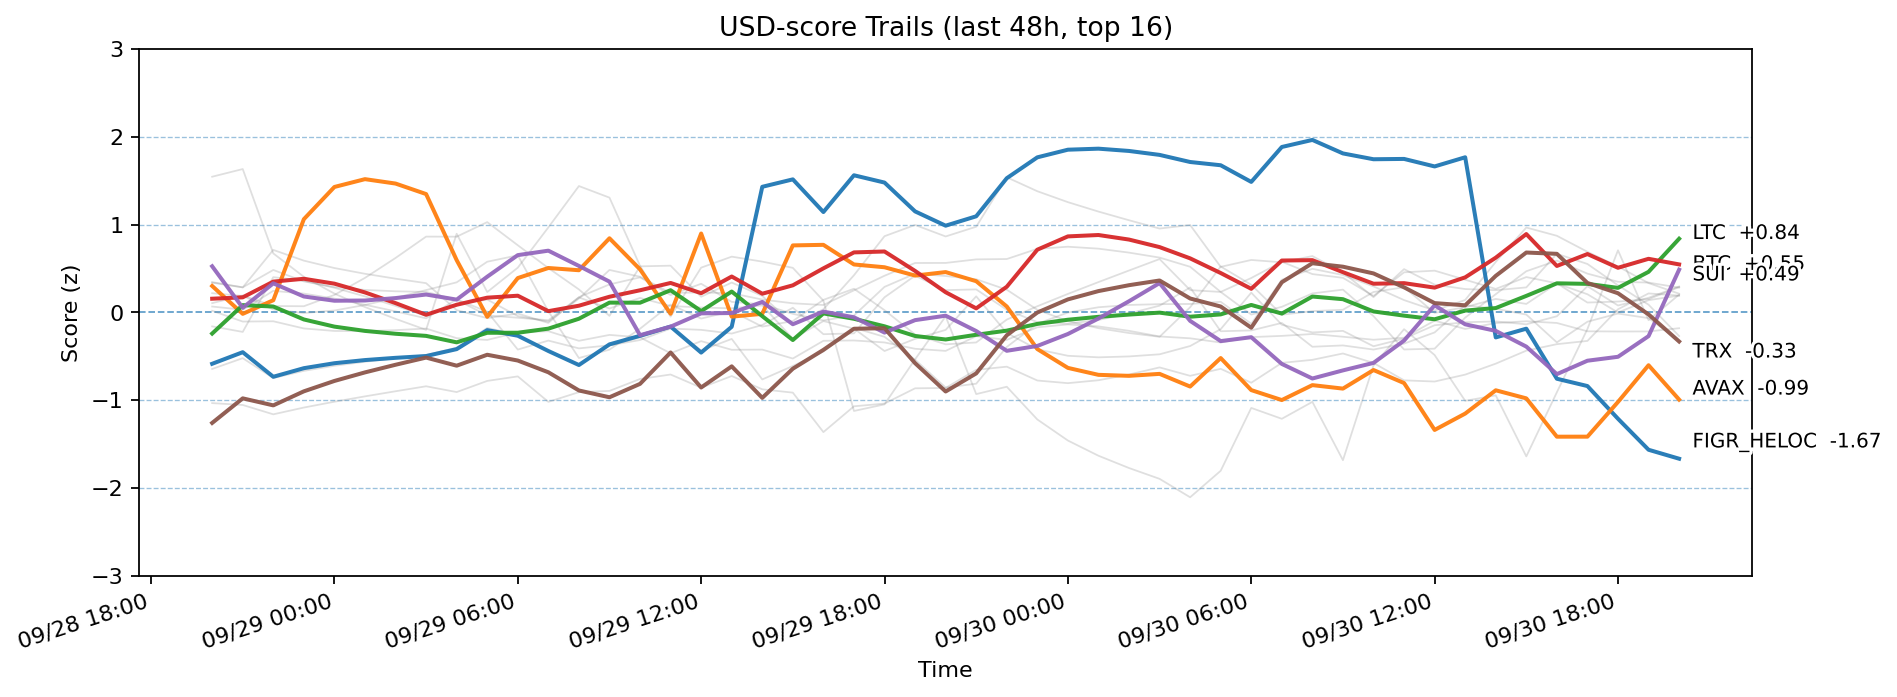 USD-score Trails (last 48h, top 16)
3
2
1
0
−1
−2
−3
Score (z)
LTC +0.84
BTC +0.55
SUI +0.49
TRX -0.33
AVAX -0.99
FIGR_HELOC -1.67
09/28 18:00
09/29 00:00
09/29 06:00
09/29 12:00
09/29 18:00
09/30 00:00
09/30 06:00
09/30 12:00
09/30 18:00
Time